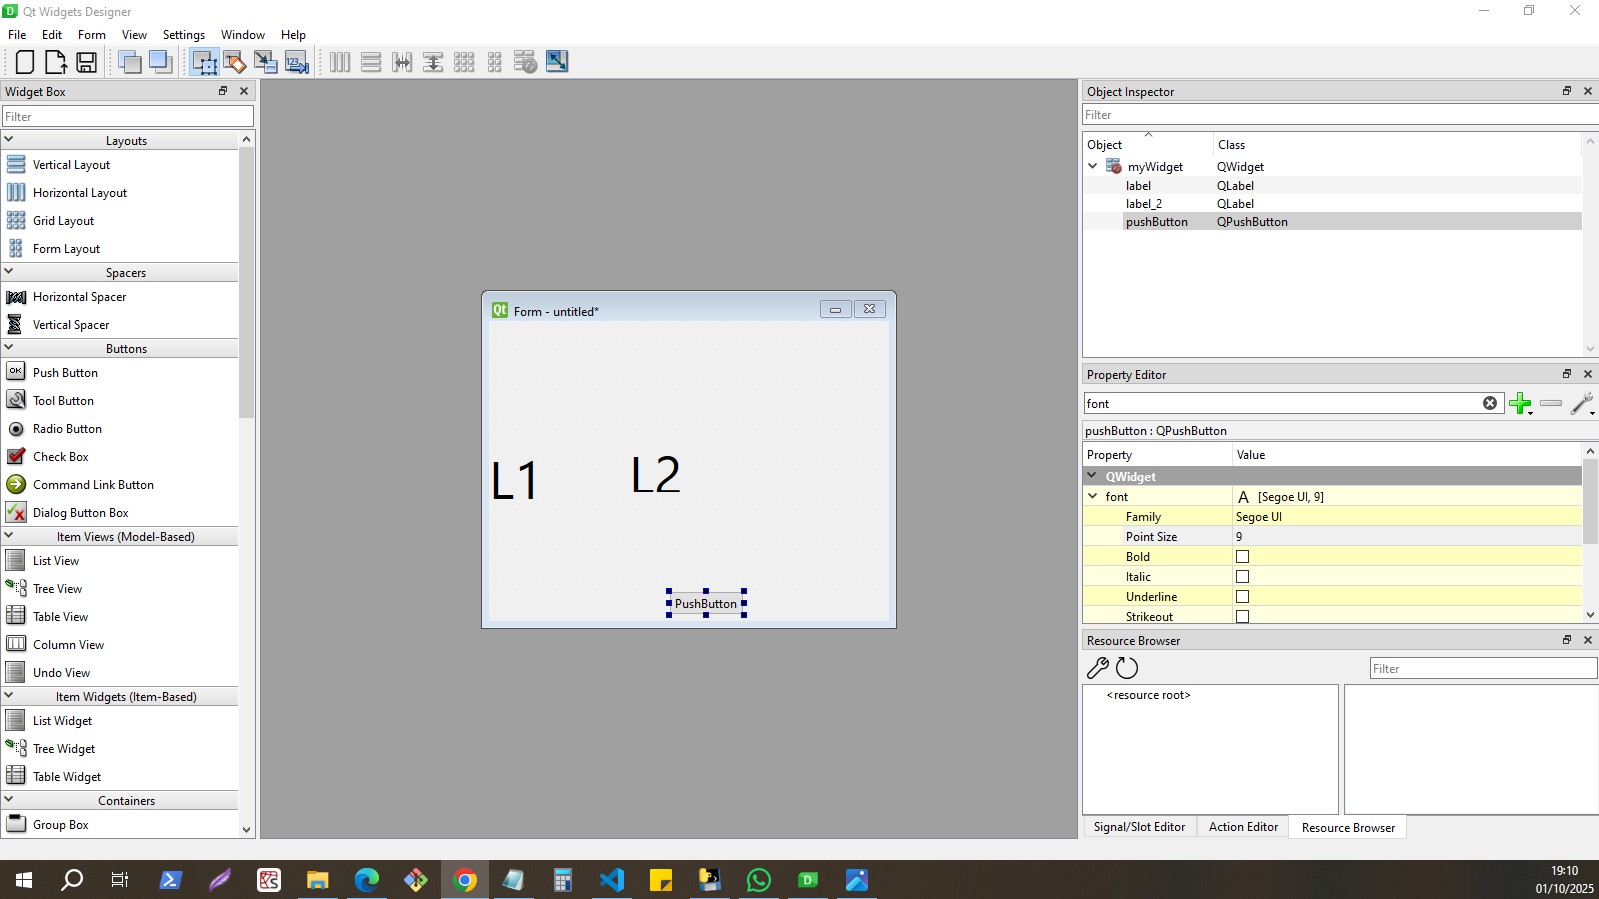 Qt Widgets Designer
File Edit Form View Settings Window Help
Widget Box
Filter
Layouts
Vertical Layout
Horizontal Layout
Grid Layout
Form Layout
Spacers
Horizontal Spacer
Vertical Spacer
Buttons
OK Push Button
Tool Button
Radio Button
Check Box
Command Link Button
Dialog Button Box
Item Views (Model-Based)
List View
Tree View
Table View
Column View
Undo View
Item Widgets (Item-Based)
List Widget
Tree Widget
Table Widget
Containers
Group Box
Qt Form - untitled*
L1 L2
PushButton
Object Inspector
Filter
Object Class
myWidget QWidget
label QLabel
label_2 QLabel
pushButton QPushButton
Property Editor
font
pushButton : QPushButton
Property Value
QWidget
font A [Segoe UI, 9]
Family Segoe UI
Point Size 9
Bold
Italic
Underline
Strikeout
Resource Browser
Filter
<resource root>
Signal/Slot Editor Action Editor Resource Browser
19:10
01/10/2025